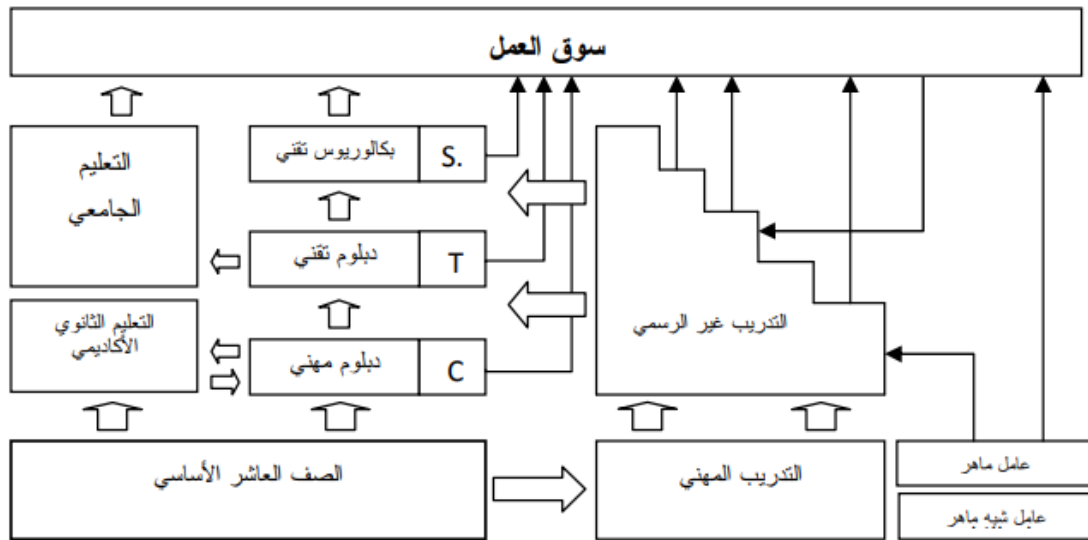 سوق العمل
التعليم
الجامعي
بكالوريوس تقني
S.
دبلوم تقني
T
التدريب غير الرسمي
التعليم الثانوي
الأكاديمي
دبلوم مهني
C
الصف العاشر الأساسي
التدريب المهني
عامل ماهر
عامل شبه ماهر